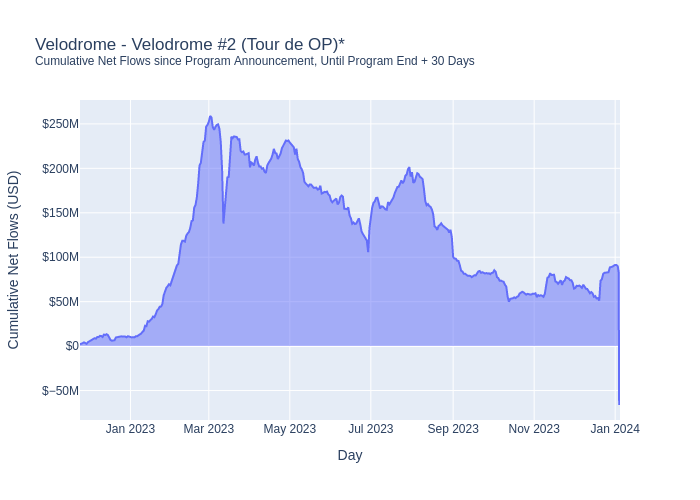 Velodrome - Velodrome #2 (Tour de OP)*
Cumulative Net Flows since Program Announcement, Until Program End + 30 Days
Cumulative Net Flows (USD)
$250M
$200M
$150M
$100M
$50M
$0
$−50M
Jan 2023 Mar 2023 May 2023 Jul 2023 Sep 2023 Nov 2023 Jan 2024
Day